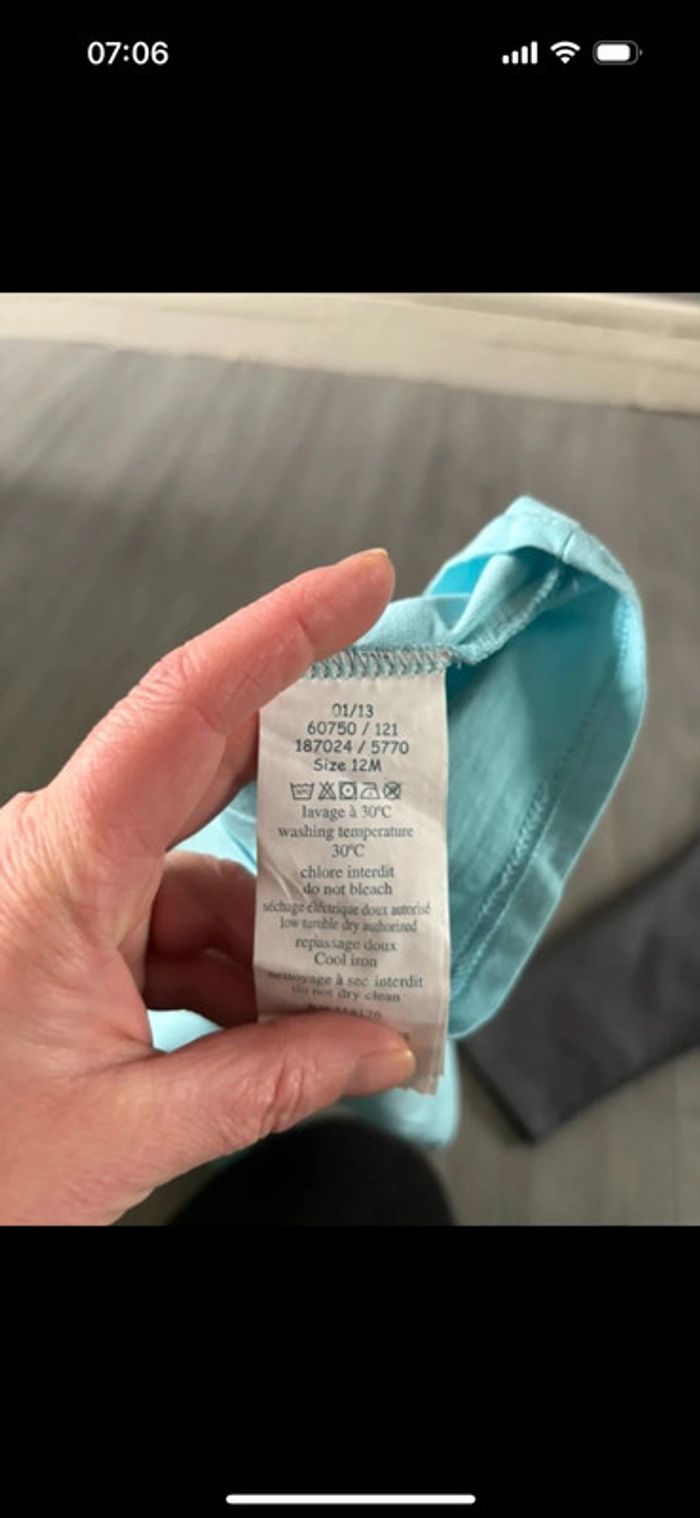 07:06
01/13
60750 / 121
187024 / 5770
Size 12M
lavage à 30°C
washing temperature
30°C
chlore interdit
do not bleach
séchage éléctrique doux autorisé
low tumble dry authorized
repassage doux
Cool iron
nettoyage à sec interdit
do not dry clean